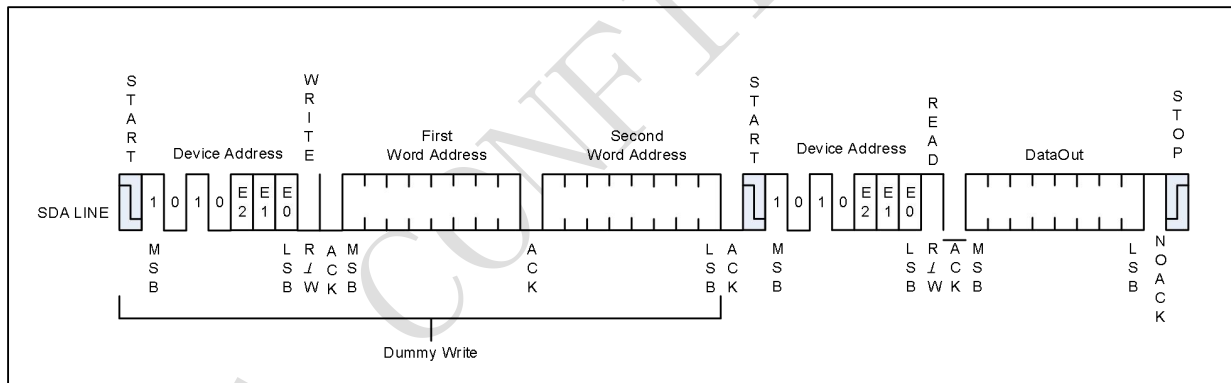 CONFI
START
WRITE
START
READ
STOP
Device Address
First
Word Address
Second
Word Address
Device Address
DataOut
SDA LINE
1 0 1 0 E2 E1 E0
1 0 1 0 E2 E1 E0
MSB
LSB
R/W
ACK
MSB
ACK
LSB
ACK
MSB
LSB
R/W
ACK
MSB
LSB
NOACK
Dummy Write